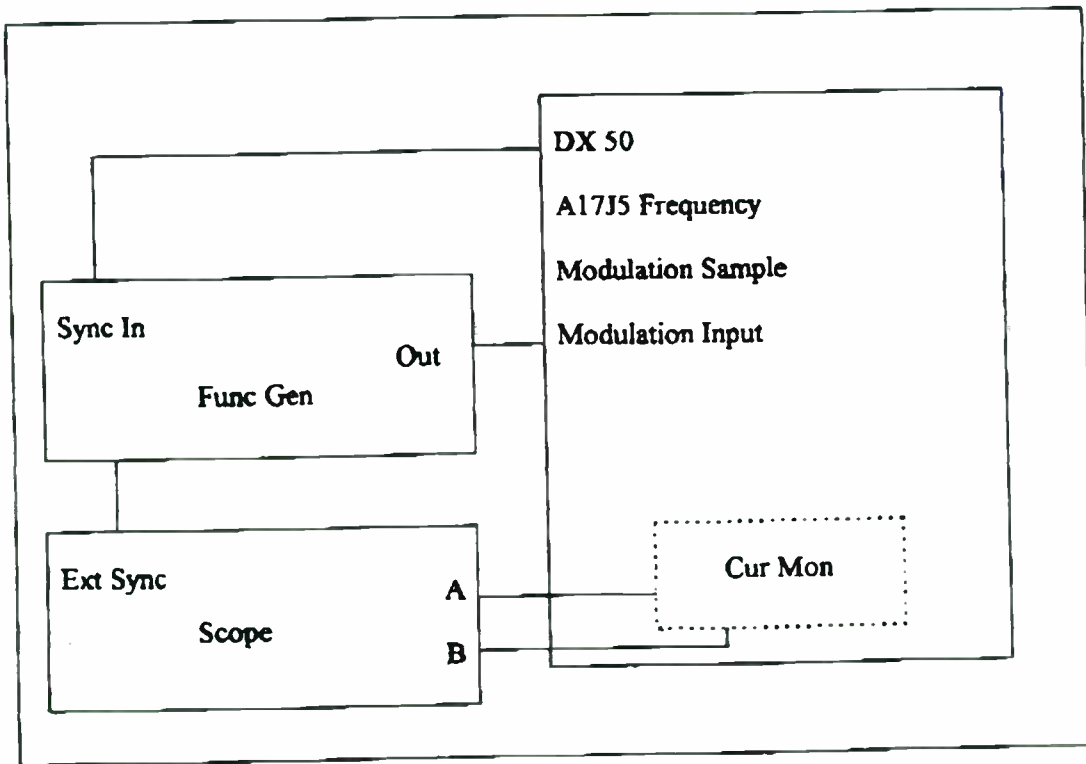 DX 50
A17J5 Frequency
Modulation Sample
Modulation Input
Sync In
Out
Func Gen
Ext Sync
A
Scope
B
Cur Mon